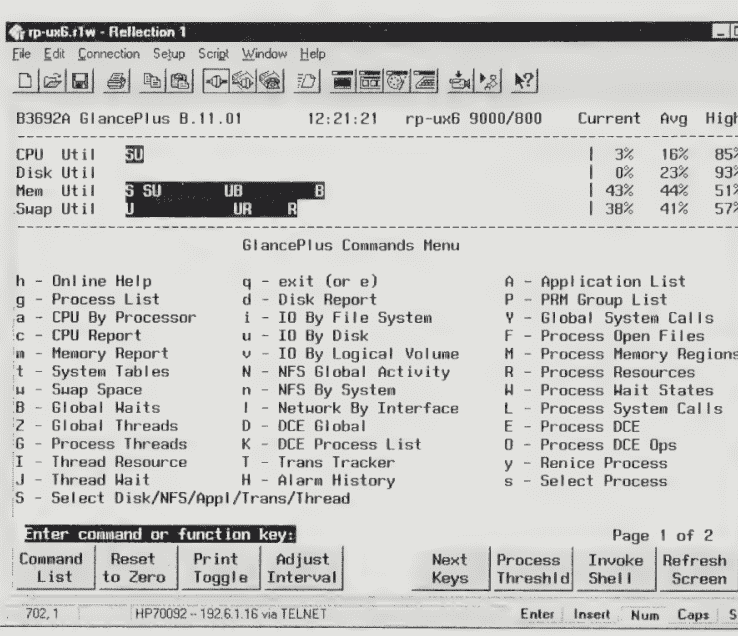 rp-ux6.r1w - Reflection 1
File Edit Connection Setup Script Window Help
B3692A GlancePlus B.11.01 12:21:21 rp-ux6 9000/800 Current Avg High
CPU Util SU | 3% 16% 85%
Disk Util | 0% 23% 93%
Mem Util S SU UB B | 43% 44% 51%
Swap Util U UR R | 38% 41% 57%
GlancePlus Commands Menu
h - Online Help q - exit (or e) A - Application List
g - Process List d - Disk Report P - PRM Group List
a - CPU By Processor i - IO By File System Y - Global System Calls
c - CPU Report u - IO By Disk F - Process Open Files
m - Memory Report v - IO By Logical Volume M - Process Memory Regions
t - System Tables N - NFS Global Activity R - Process Resources
w - Swap Space n - NFS By System W - Process Wait States
B - Global Waits l - Network By Interface L - Process System Calls
Z - Global Threads D - DCE Global E - Process DCE
G - Process Threads K - DCE Process List O - Process DCE Ops
I - Thread Resource T - Trans Tracker y - Renice Process
J - Thread Wait H - Alarm History s - Select Process
S - Select Disk/NFS/Appl/Trans/Thread
Enter command or function key: Page 1 of 2
Command List Reset to Zero Print Toggle Adjust Interval Next Keys Process Threshld Invoke Shell Refresh Screen
702,1 HP70092 -- 192.6.1.16 via TELNET Enter Insert Num Caps S